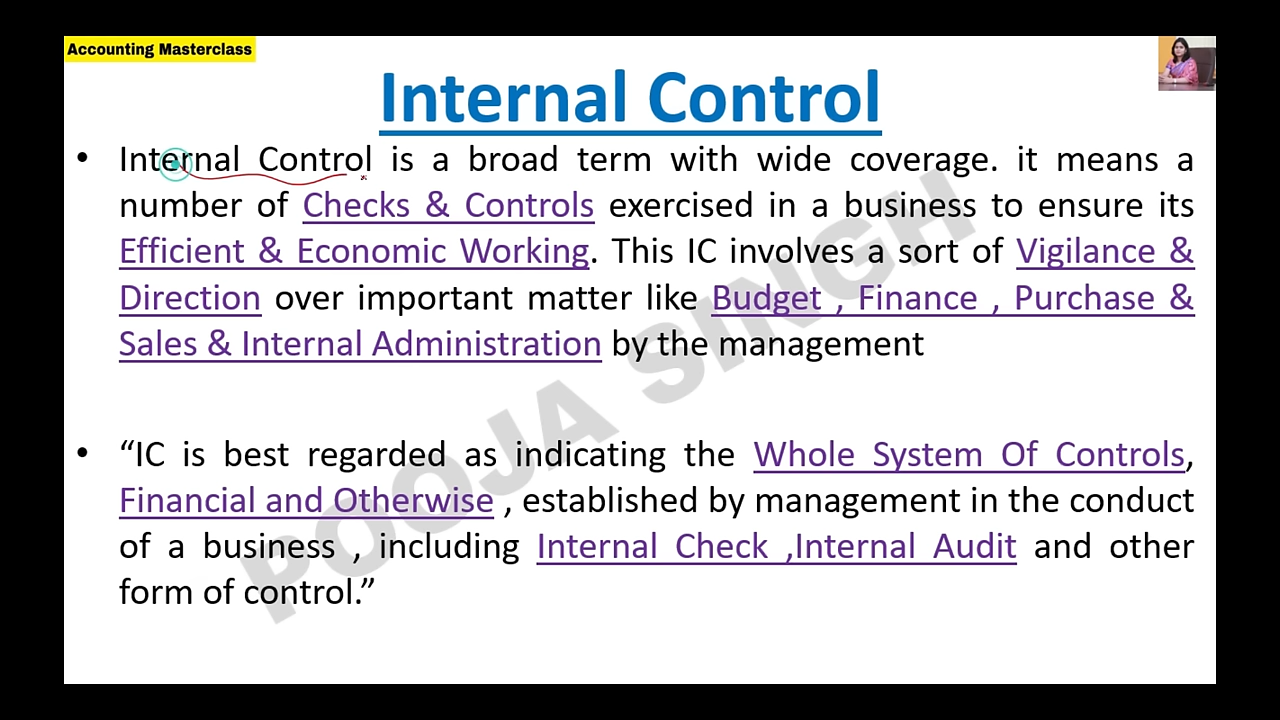 Accounting Masterclass
Internal Control
• Internal Control is a broad term with wide coverage. it means a
number of Checks & Controls exercised in a business to ensure its
Efficient & Economic Working. This IC involves a sort of Vigilance &
Direction over important matter like Budget , Finance , Purchase &
Sales & Internal Administration by the management
• “IC is best regarded as indicating the Whole System Of Controls,
Financial and Otherwise , established by management in the conduct
of a business , including Internal Check ,Internal Audit and other
form of control.”
POOJA SINGH